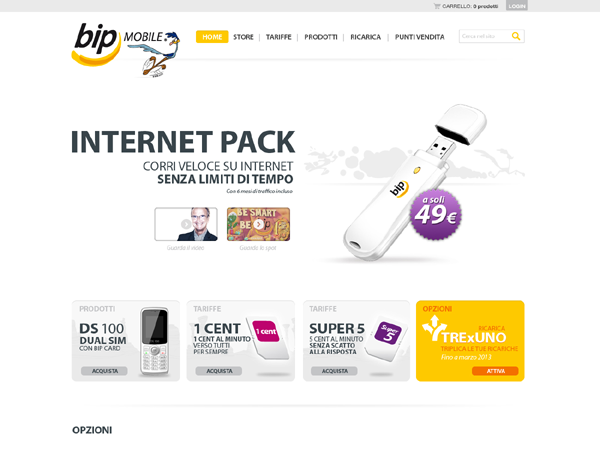 CARRELLO: 0 prodotti
LOGIN
bip MOBILE
HOME
STORE
TARIFFE
PRODOTTI
RICARICA
PUNTI VENDITA
Cerca nel sito
INTERNET PACK
CORRI VELOCE SU INTERNET
SENZA LIMITI DI TEMPO
Con 6 mesi di traffico incluso
bip
a soli
49€
BE SMART
BE
Guarda il video
Guarda lo spot
PRODOTTI
DS 100
DUAL SIM
CON BIP CARD
ACQUISTA
TARIFFE
1 CENT
1 CENT AL MINUTO
VERSO TUTTI
PER SEMPRE
1 cent
ACQUISTA
TARIFFE
SUPER 5
5 CENT AL MINUTO
SENZA SCATTO
ALLA RISPOSTA
Super
5
ACQUISTA
OPZIONI
RICARICA
TRExUNO
TRIPLICA LE TUE RICARICHE
Fino a marzo 2013
ATTIVA
OPZIONI